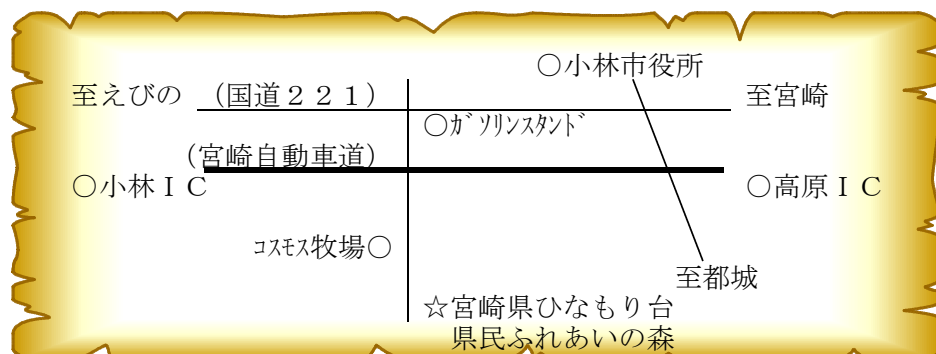 ○小林市役所
至えびの （国道２２１） 至宮崎
○ｶﾞｿﾘﾝｽﾀﾝﾄﾞ
（宮崎自動車道）
○小林ＩＣ ○高原ＩＣ
ｺｽﾓｽ牧場○
至都城
☆宮崎県ひなもり台
県民ふれあいの森